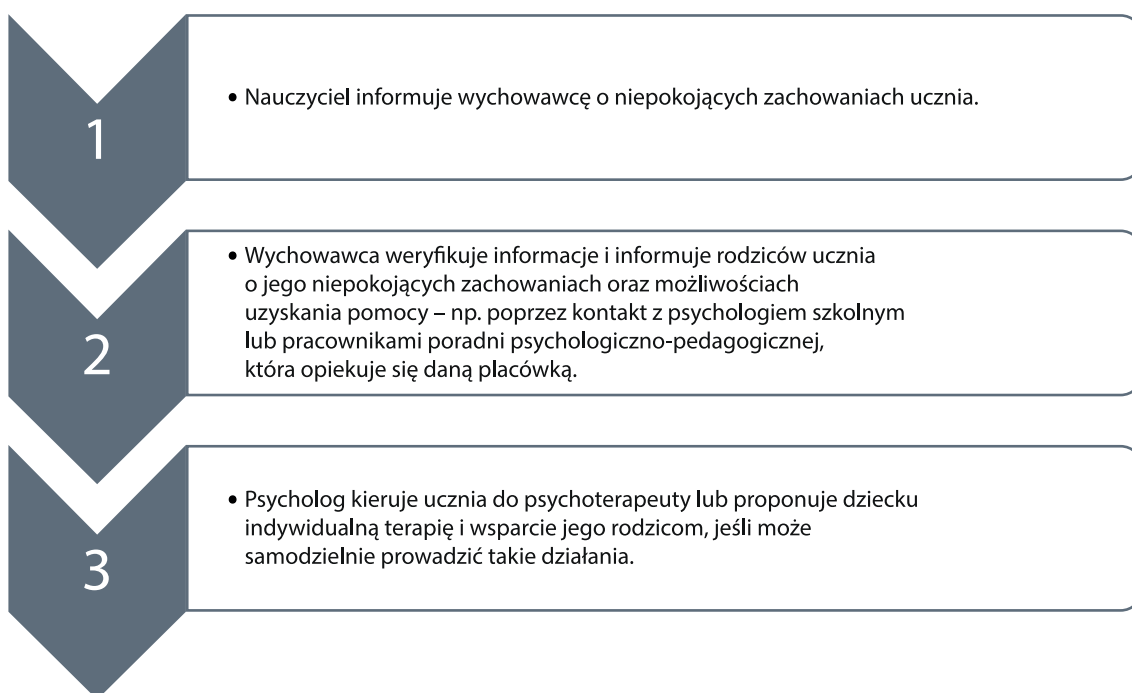 1
• Nauczyciel informuje wychowawcę o niepokojących zachowaniach ucznia.
2
• Wychowawca weryfikuje informacje i informuje rodziców ucznia
o jego niepokojących zachowaniach oraz możliwościach
uzyskania pomocy – np. poprzez kontakt z psychologiem szkolnym
lub pracownikami poradni psychologiczno-pedagogicznej,
która opiekuje się daną placówką.
3
• Psycholog kieruje ucznia do psychoterapeuty lub proponuje dziecku
indywidualną terapię i wsparcie jego rodzicom, jeśli może
samodzielnie prowadzić takie działania.